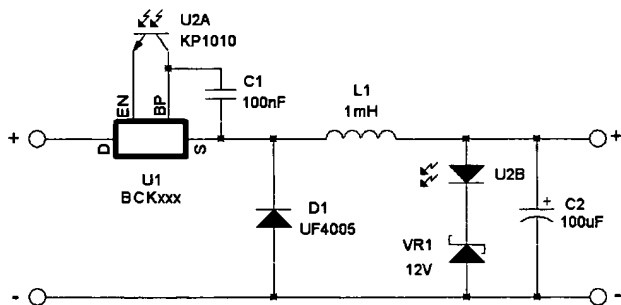 U2A
KP1010
C1
100nF
L1
1mH
EN
BP
+
D
S
+
U1
BCKxxx
U2B
D1
UF4005
+
C2
100uF
VR1
12V
-
-